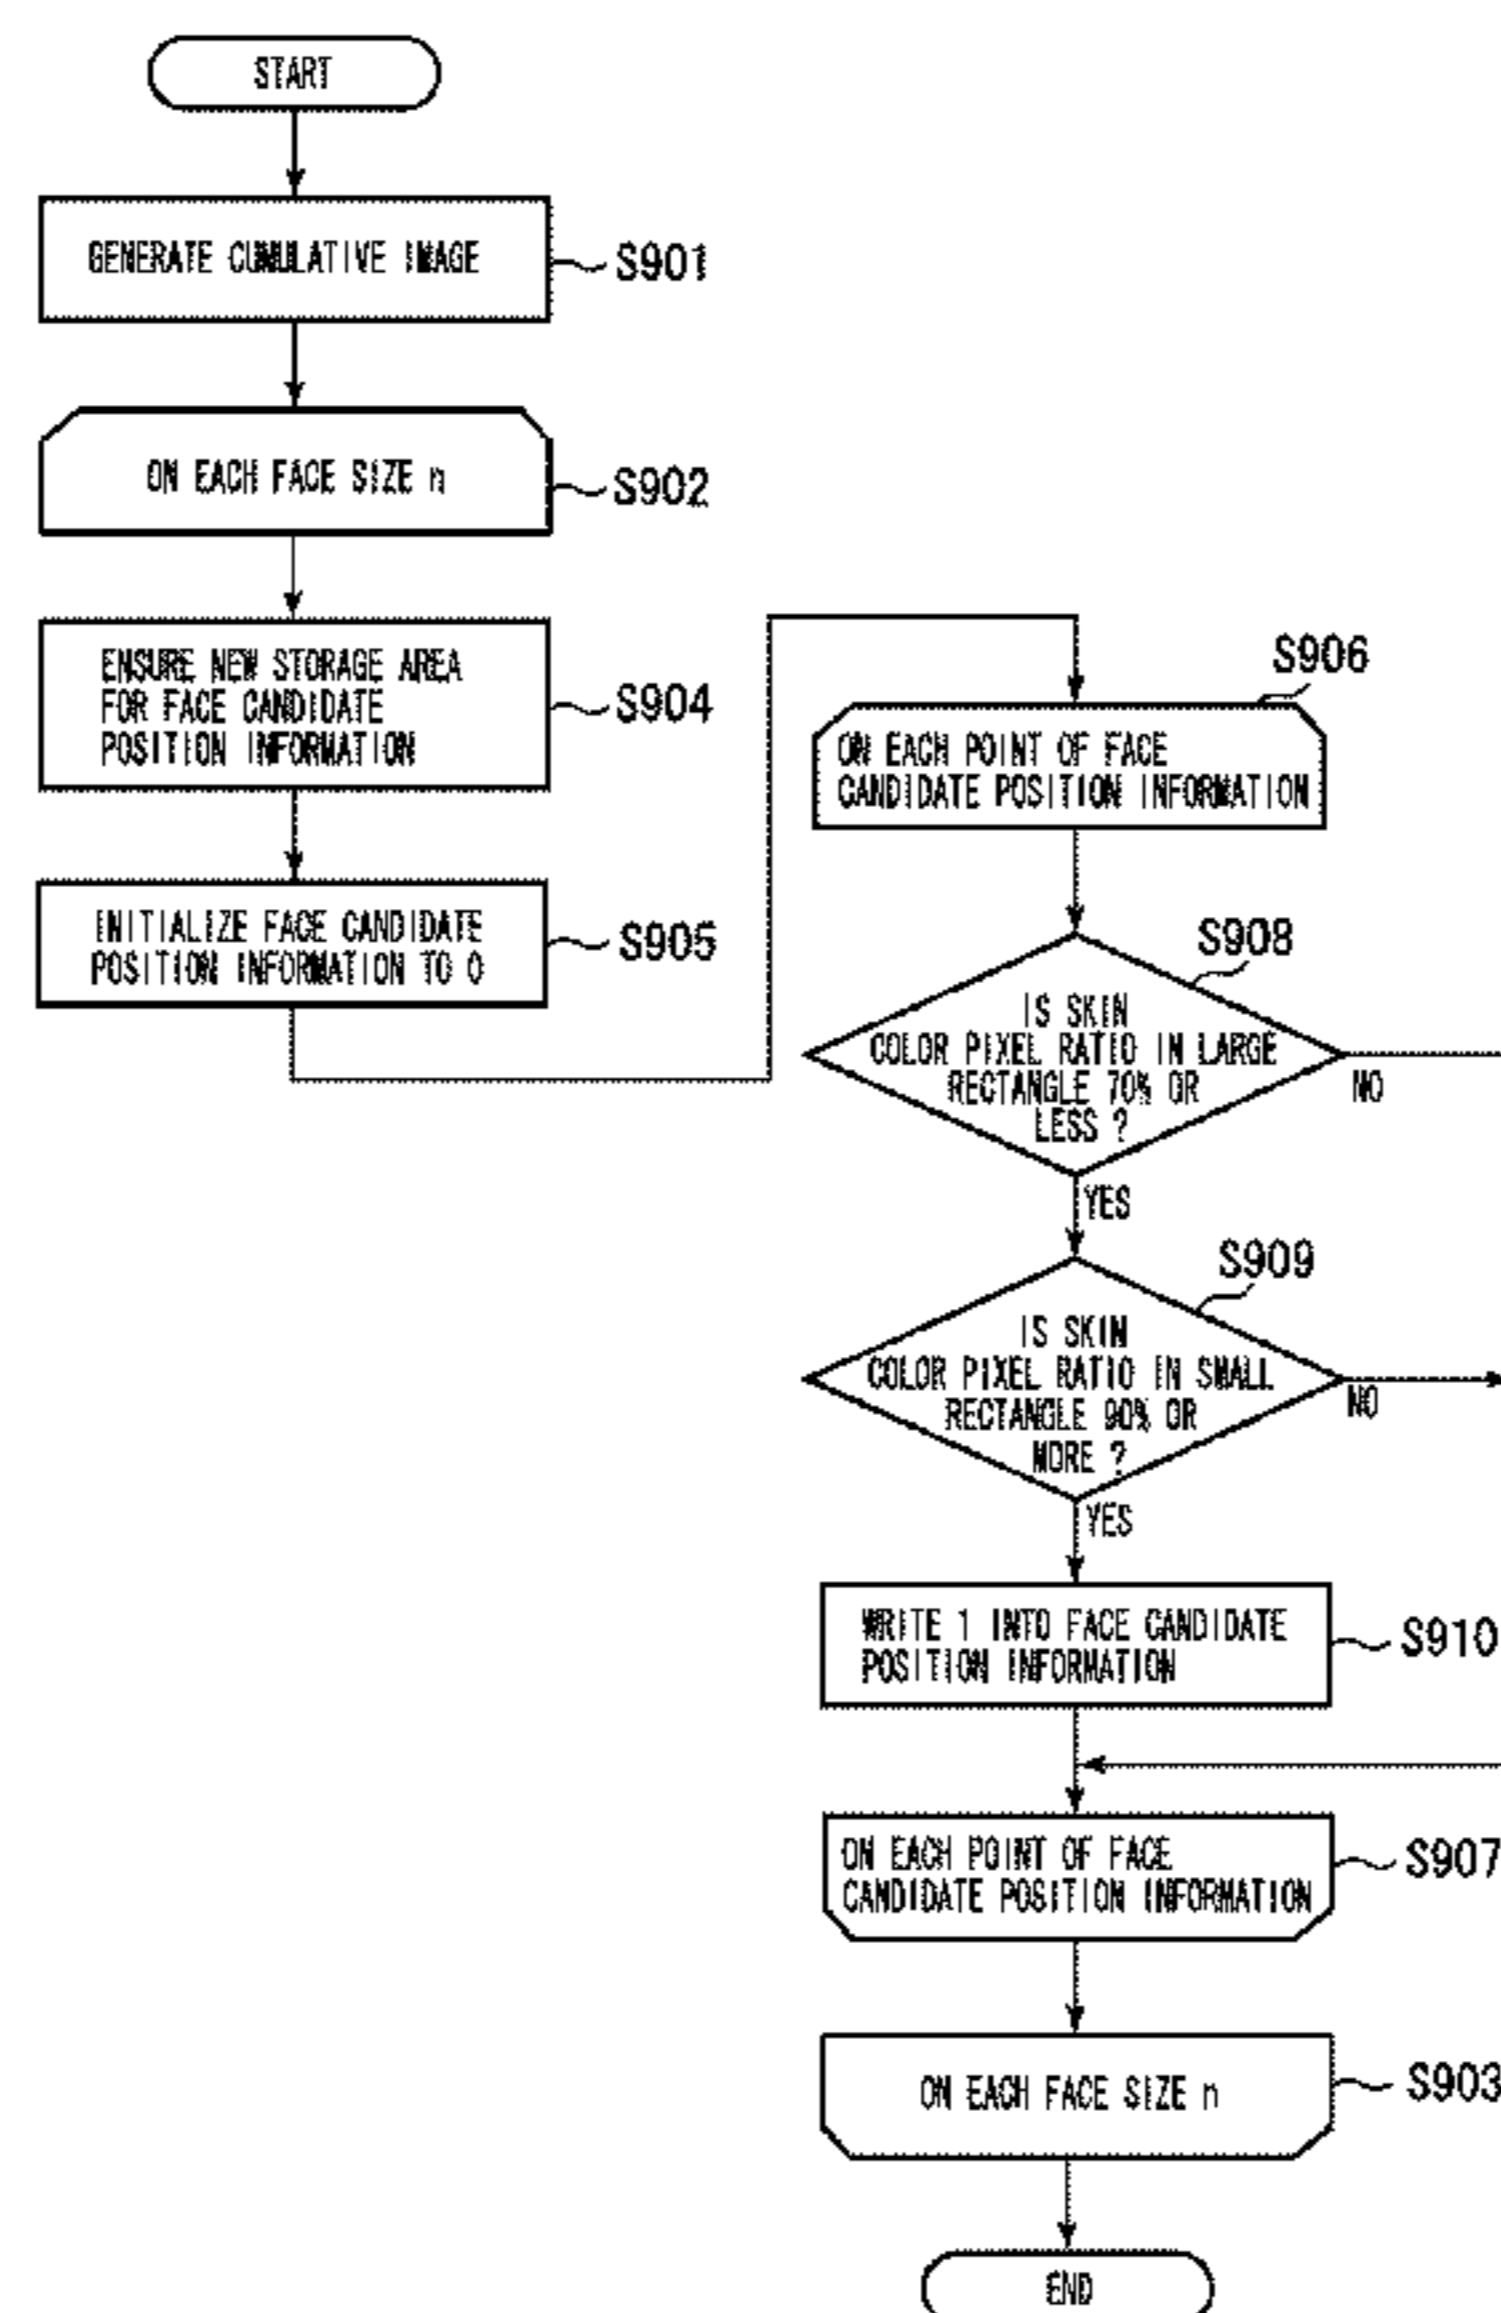 START
GENERATE CUMULATIVE IMAGE
S901
ON EACH FACE SIZE n
S902
ENSURE NEW STORAGE AREA
FOR FACE CANDIDATE
POSITION INFORMATION
S904
INITIALIZE FACE CANDIDATE
POSITION INFORMATION TO 0
S905
S906
ON EACH POINT OF FACE
CANDIDATE POSITION INFORMATION
S908
IS SKIN
COLOR PIXEL RATIO IN LARGE
RECTANGLE 70% OR
LESS ?
NO
YES
S909
IS SKIN
COLOR PIXEL RATIO IN SMALL
RECTANGLE 90% OR
MORE ?
NO
YES
WRITE 1 INTO FACE CANDIDATE
POSITION INFORMATION
S910
ON EACH POINT OF FACE
CANDIDATE POSITION INFORMATION
S907
ON EACH FACE SIZE n
S903
END